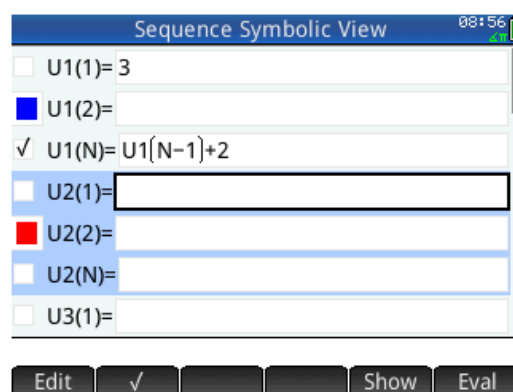 Sequence Symbolic View 08:56
∡π
U1(1)= 3
U1(2)=
√ U1(N)= U1(N-1)+2
U2(1)=
U2(2)=
U2(N)=
U3(1)=
Edit √ Show Eval